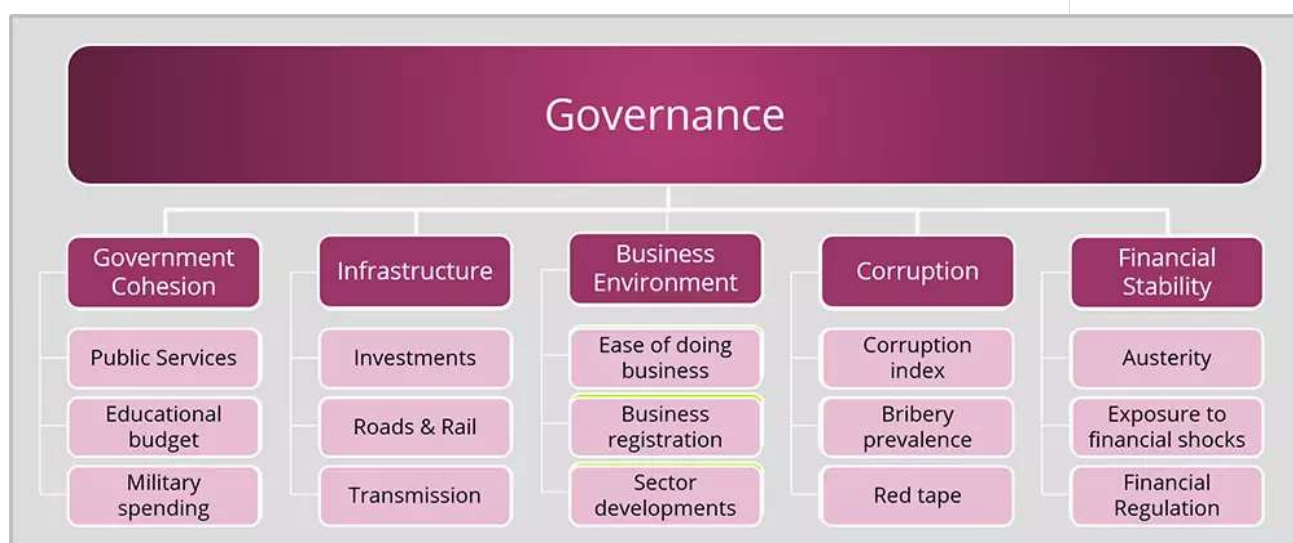 Governance
Government
Cohesion
Public Services
Educational
budget
Military
spending
Infrastructure
Investments
Roads & Rail
Transmission
Business
Environment
Ease of doing
business
Business
registration
Sector
developments
Corruption
Corruption
index
Bribery
prevalence
Red tape
Financial
Stability
Austerity
Exposure to
financial shocks
Financial
Regulation